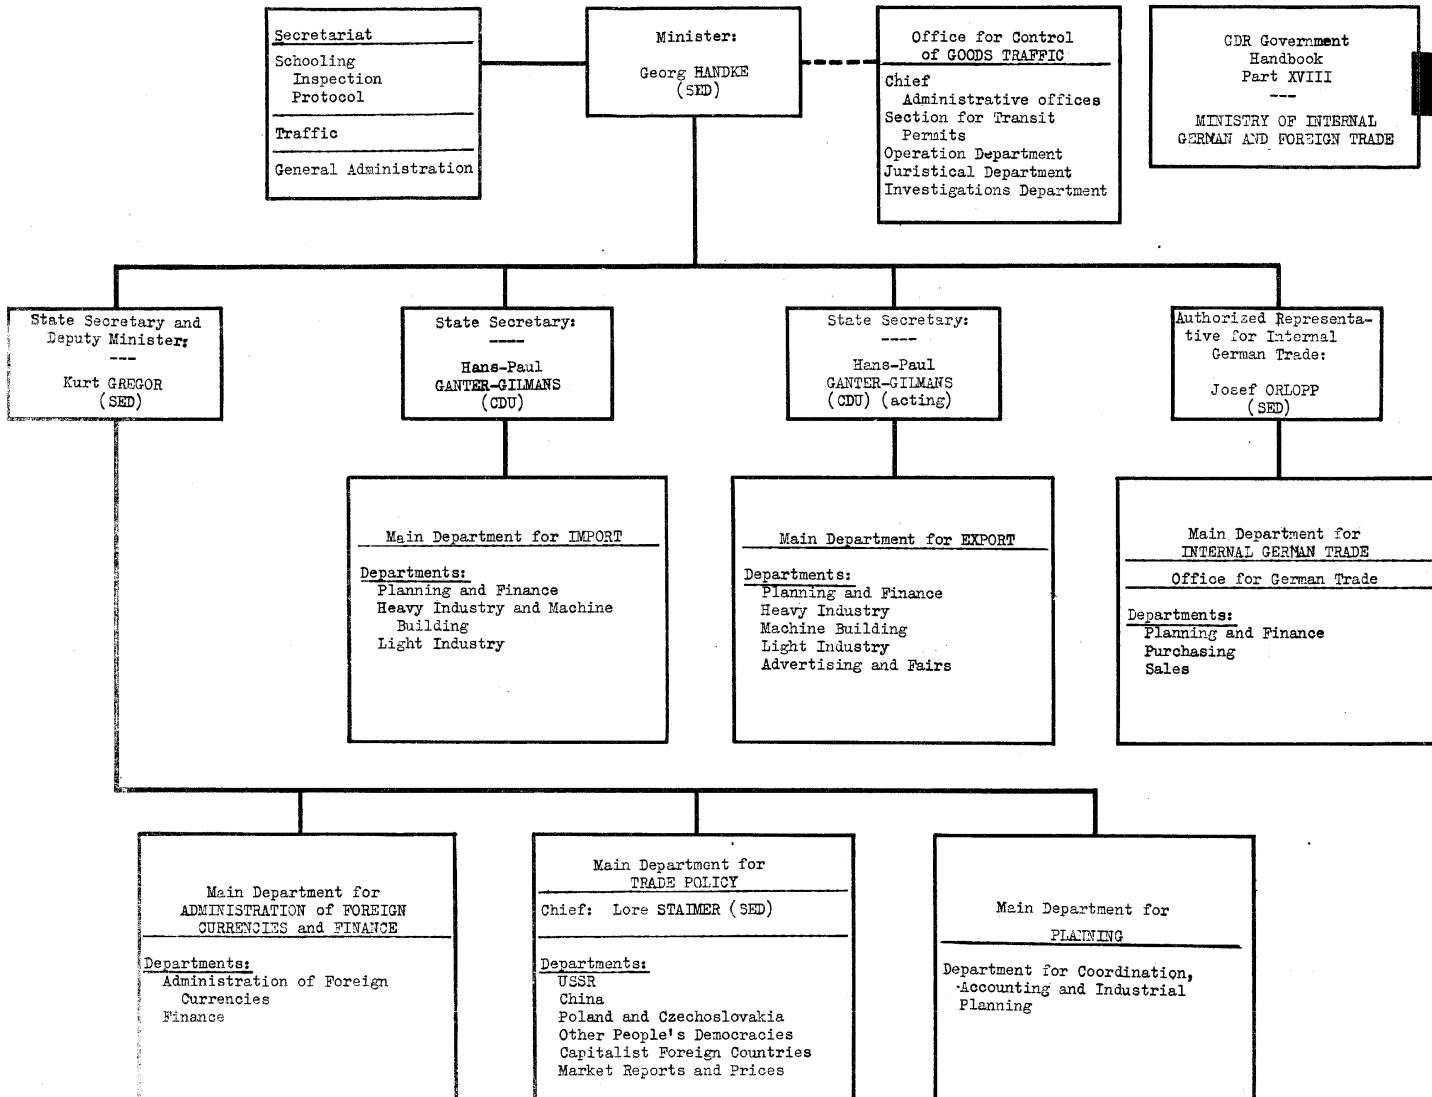 Secretariat
Schooling
Inspection
Protocol
Traffic
General Administration
Minister:
Georg HANDKE
(SED)
Office for Control
of GOODS TRAFFIC
Chief
Administrative offices
Section for Transit
Permits
Operation Department
Juristical Department
Investigations Department
GDR Government
Handbook
Part XVIII
---
MINISTRY OF INTERNAL
GERMAN AND FOREIGN TRADE
State Secretary and
Deputy Minister:
---
Kurt GREGOR
(SED)
State Secretary:
----
Hans-Paul
GANTER-GILMANS
(CDU)
State Secretary:
----
Hans-Paul
GANTER-GILMANS
(CDU) (acting)
Authorized Representa-
tive for Internal
German Trade:
Josef ORLOPP
(SED)
Main Department for IMPORT
Departments:
Planning and Finance
Heavy Industry and Machine
Building
Light Industry
Main Department for EXPORT
Departments:
Planning and Finance
Heavy Industry
Machine Building
Light Industry
Advertising and Fairs
Main Department for
INTERNAL GERMAN TRADE
Office for German Trade
Departments:
Planning and Finance
Purchasing
Sales
Main Department for
ADMINISTRATION of FOREIGN
CURRENCIES and FINANCE
Departments:
Administration of Foreign
Currencies
Finance
Main Department for
TRADE POLICY
Chief: Lore STAIMER (SED)
Departments:
USSR
China
Poland and Czechoslovakia
Other People's Democracies
Capitalist Foreign Countries
Market Reports and Prices
Main Department for
PLANNING
Department for Coordination,
Accounting and Industrial
Planning